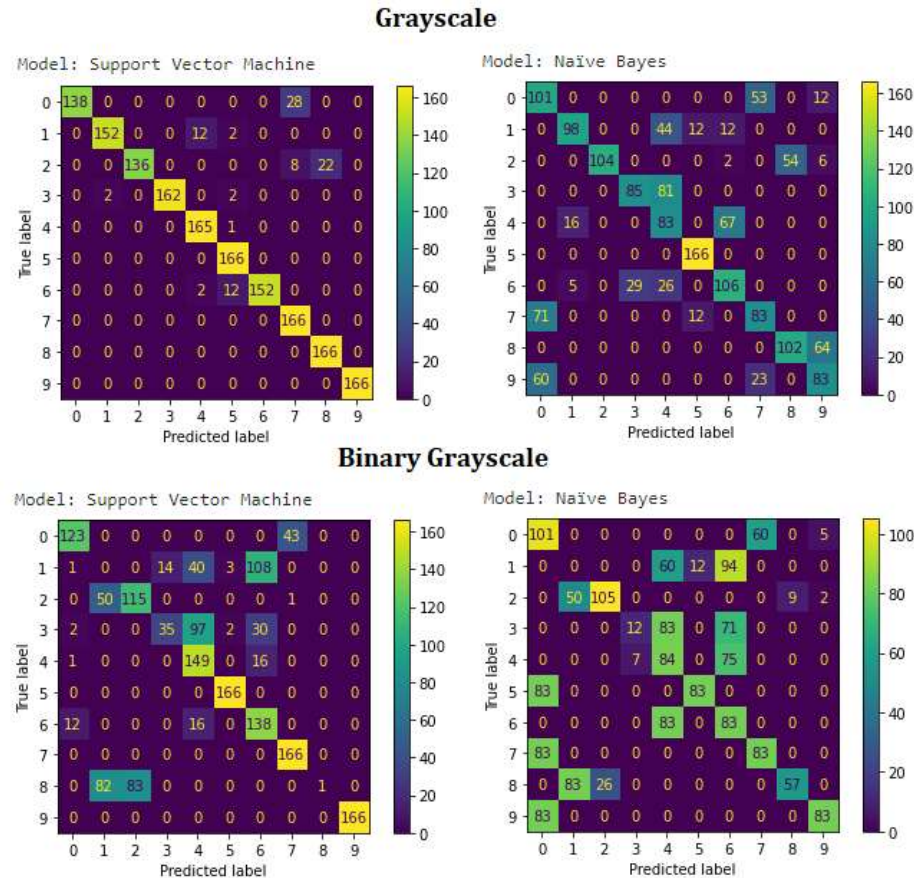 Grayscale
Model: Support Vector Machine
True label
0 138 0 0 0 0 0 0 28 0 0
1 0 152 0 0 12 2 0 0 0 0
2 0 0 136 0 0 0 0 8 22 0
3 0 2 0 162 0 2 0 0 0 0
4 0 0 0 0 165 1 0 0 0 0
5 0 0 0 0 0 166 0 0 0 0
6 0 0 0 0 2 12 152 0 0 0
7 0 0 0 0 0 0 0 166 0 0
8 0 0 0 0 0 0 0 0 166 0
9 0 0 0 0 0 0 0 0 0 166
0 1 2 3 4 5 6 7 8 9
Predicted label
160
140
120
100
80
60
40
20
0
Model: Naïve Bayes
True label
0 101 0 0 0 0 0 0 53 0 12
1 0 98 0 0 44 12 12 0 0 0
2 0 0 104 0 0 0 2 0 54 6
3 0 0 0 85 81 0 0 0 0 0
4 0 16 0 0 83 0 67 0 0 0
5 0 0 0 0 0 166 0 0 0 0
6 0 5 0 29 26 0 106 0 0 0
7 71 0 0 0 0 12 0 83 0 0
8 0 0 0 0 0 0 0 0 102 64
9 60 0 0 0 0 0 0 23 0 83
0 1 2 3 4 5 6 7 8 9
Predicted label
160
140
120
100
80
60
40
20
0
Binary Grayscale
Model: Support Vector Machine
True label
0 123 0 0 0 0 0 0 43 0 0
1 1 0 0 14 40 3 108 0 0 0
2 0 50 115 0 0 0 0 1 0 0
3 2 0 0 35 97 2 30 0 0 0
4 1 0 0 0 149 0 16 0 0 0
5 0 0 0 0 0 166 0 0 0 0
6 12 0 0 0 16 0 138 0 0 0
7 0 0 0 0 0 0 0 166 0 0
8 0 82 83 0 0 0 0 0 1 0
9 0 0 0 0 0 0 0 0 0 166
0 1 2 3 4 5 6 7 8 9
Predicted label
160
140
120
100
80
60
40
20
0
Model: Naïve Bayes
True label
0 101 0 0 0 0 0 0 60 0 5
1 0 0 0 0 60 12 94 0 0 0
2 0 50 105 0 0 0 0 0 9 2
3 0 0 0 12 83 0 71 0 0 0
4 0 0 0 7 84 0 75 0 0 0
5 83 0 0 0 0 83 0 0 0 0
6 0 0 0 0 83 0 83 0 0 0
7 83 0 0 0 0 0 0 83 0 0
8 0 83 26 0 0 0 0 0 57 0
9 83 0 0 0 0 0 0 0 0 83
0 1 2 3 4 5 6 7 8 9
Predicted label
100
80
60
40
20
0